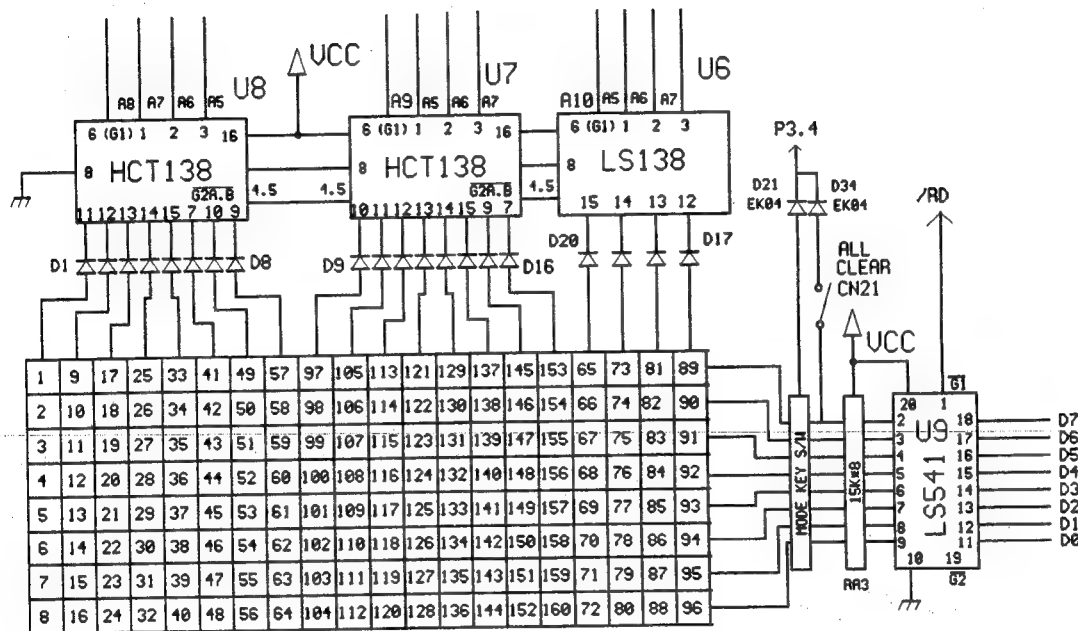 U8 VCC U7 U6
A8 A7 A6 A5 A9 A5 A6 A7 A10 A5 A6 A7
6 (G1) 1 2 3 16 6 (G1) 1 2 3 16 6 (G1) 1 2 3
P3.4
8 HCT138 8 HCT138 8 LS138
G2A.B 4.5 4.5 G2A.B 4.5
D21 D34
EK04 EK04
/RD
11 12 13 14 15 7 10 9 10 11 12 13 14 15 9 7 15 14 13 12
D1 D8 D9 D16 D20 D17
ALL
CLEAR
CN21
VCC
1 9 17 25 33 41 49 57 97 105 113 121 129 137 145 153 65 73 81 89
2 10 18 26 34 42 50 58 98 106 114 122 130 138 146 154 66 74 82 90
3 11 19 27 35 43 51 59 99 107 115 123 131 139 147 155 67 75 83 91
4 12 20 28 36 44 52 60 100 108 116 124 132 140 148 156 68 76 84 92
5 13 21 29 37 45 53 61 101 109 117 125 133 141 149 157 69 77 85 93
6 14 22 30 38 46 54 62 102 110 118 126 134 142 150 158 70 78 86 94
7 15 23 31 39 47 55 63 103 111 119 127 135 143 151 159 71 79 87 95
8 16 24 32 40 48 56 64 104 112 120 128 136 144 152 160 72 80 88 96
MODE KEY S/W
15K*8
RA3
G1
20 1
U9
LS541
2 18 D7
3 17 D6
4 16 D5
5 15 D4
6 14 D3
7 13 D2
8 12 D1
9 11 D0
10 19
G2